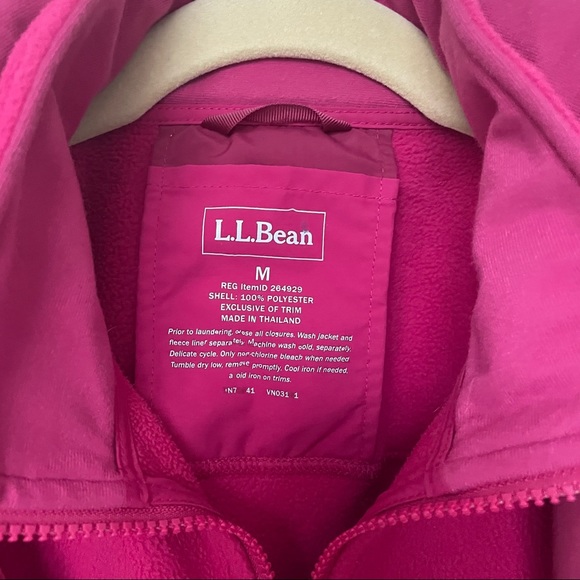 L.L.Bean
M
REG ItemID 264929
SHELL: 100% POLYESTER
EXCLUSIVE OF TRIM
MADE IN THAILAND
Prior to laundering, all closures. Wash jacket and
fleece liner separately. Machine wash cold, separately.
Delicate cycle. Only non-chlorine bleach when needed
Tumble dry low, remove promptly. Cool iron if needed.
iron on trims.
41 VN031 1